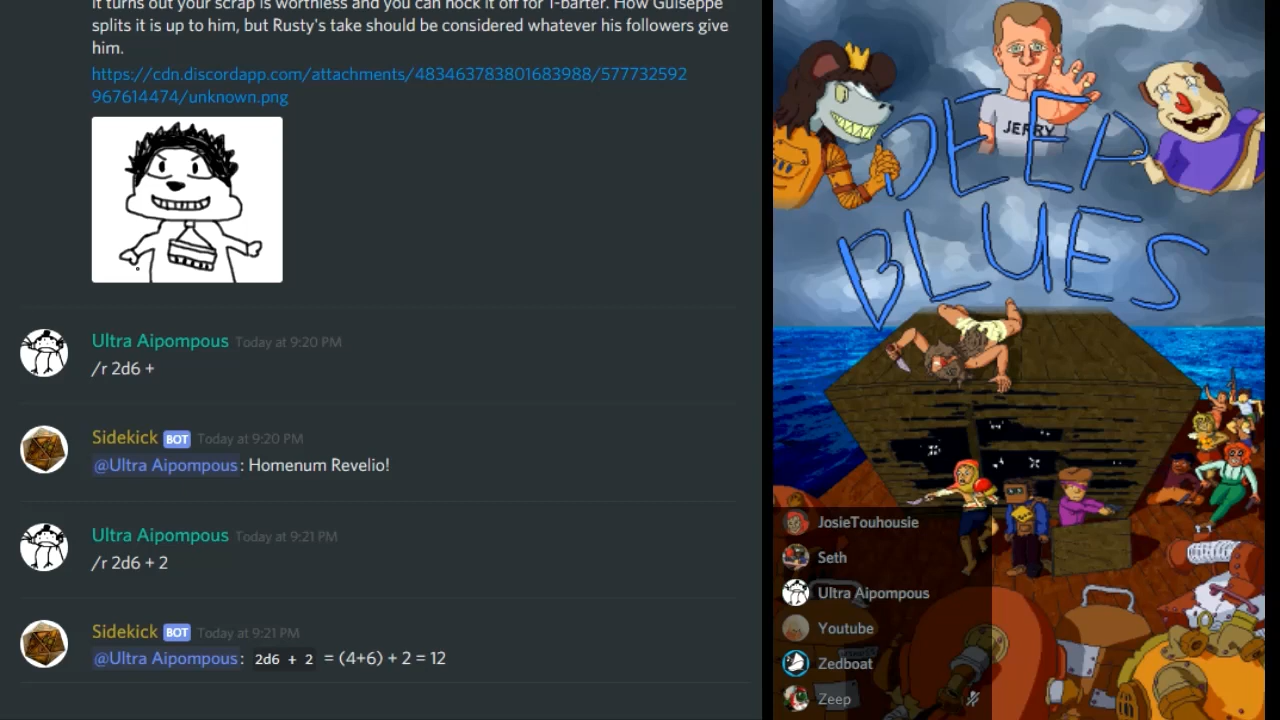 it turns out your scrap is worthless and you can hock it off for 1-barter. How Guiseppe
splits it is up to him, but Rusty's take should be considered whatever his followers give
him.
https://cdn.discordapp.com/attachments/483463783801683988/577732592
967614474/unknown.png
Ultra Aipompous Today at 9:20 PM
/r 2d6 +
Sidekick BOT Today at 9:20 PM
@Ultra Aipompous: Homenum Revelio!
Ultra Aipompous Today at 9:21 PM
/r 2d6 + 2
Sidekick BOT Today at 9:21 PM
@Ultra Aipompous: 2d6 + 2 = (4+6) + 2 = 12
JERRY
DEEP
BLUES
JosieTouhousie
Seth
Ultra Aipompous
Youtube
Zedboat
Zeep